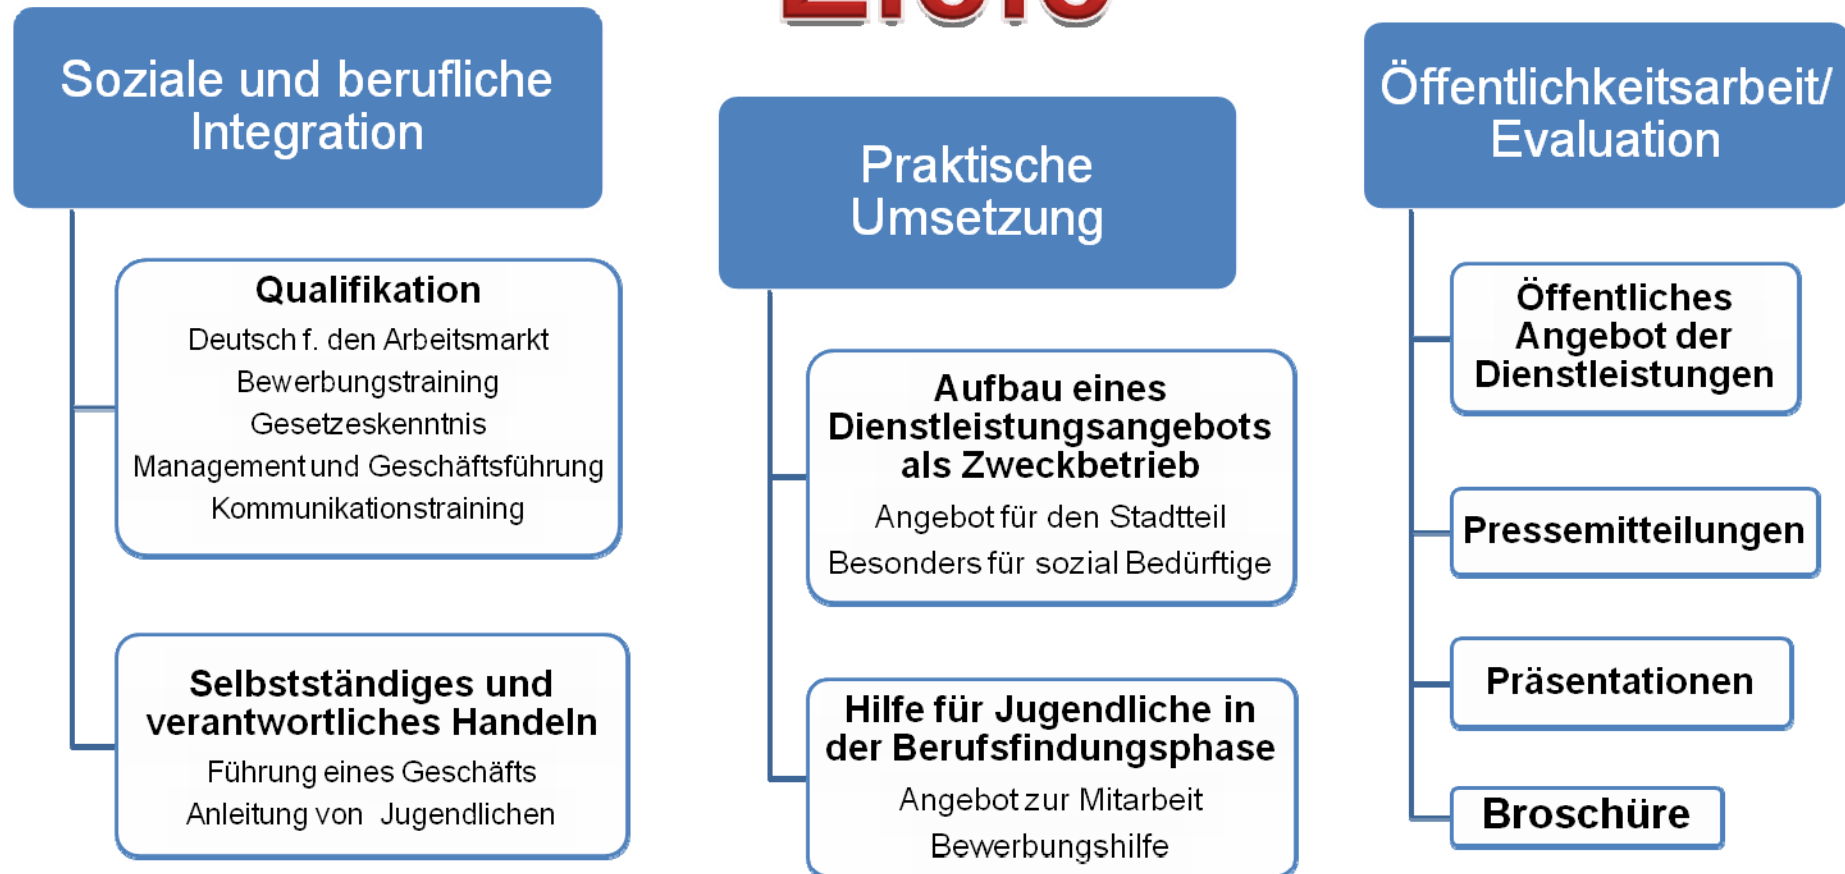 Ziele
Soziale und berufliche
Integration
Qualifikation
Deutsch f. den Arbeitsmarkt
Bewerbungstraining
Gesetzeskenntnis
Management und Geschäftsführung
Kommunikationstraining
Selbstständiges und
verantwortliches Handeln
Führung eines Geschäfts
Anleitung von Jugendlichen
Praktische
Umsetzung
Aufbau eines
Dienstleistungsangebots
als Zweckbetrieb
Angebot für den Stadtteil
Besonders für sozial Bedürftige
Hilfe für Jugendliche in
der Berufsfindungsphase
Angebot zur Mitarbeit
Bewerbungshilfe
Öffentlichkeitsarbeit/
Evaluation
Öffentliches
Angebot der
Dienstleistungen
Pressemitteilungen
Präsentationen
Broschüre